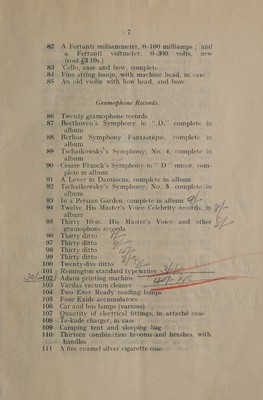 7
82 A Ferranti milliammeter, 0-100 milliamps ; and
a Ferranti voltmeter, 0-300 volts, new
(cost £3 10s.)
83 'Cello, case and bow, complete
84 Fine string banjo, with machine head, in case
85 An old violin with lion head, and bow
Gramophone Records.
86 Twenty gramophone records
87 Beethoven's Symphony in “ D,” complete in
album
88 Berlioz Symphony Fantastique, complete in
album
89 Tschaikowsky's Symphony, No. 4, complete in
album
90 Cesare Franck's Symphony in “ D ” minor, com-
plete in album
91 A Lover in Damascus, complete in album
92 Tschaikowsky's Symphony, No. 5, complete in
album
93 In a Persian Garden, complete in album
94 Twelve His Master's Voice Celebrity records, in
album
95 Thirty 10-in. His Master's Voice and other
gramophone records
96 Thirty ditto
97 Thirty ditto
98 Thirty ditto
99 Thirty ditto
100 Twenty-five ditto
101 Remington standard typewriter
102 Adana printing machine
103 Vardas vacuum cleaner
104 Two Ever Ready reading lamps
105 Four Exide accumulators
106 Car and bus lamps (various)
107 Quantity of electrical fittings, in attaché case
108 Te-kade charger, in case
109 Camping tent and sleeping bag
110 Thirteen combination brooms and brushes, with
handles
111 A fine enamel silver cigarette case